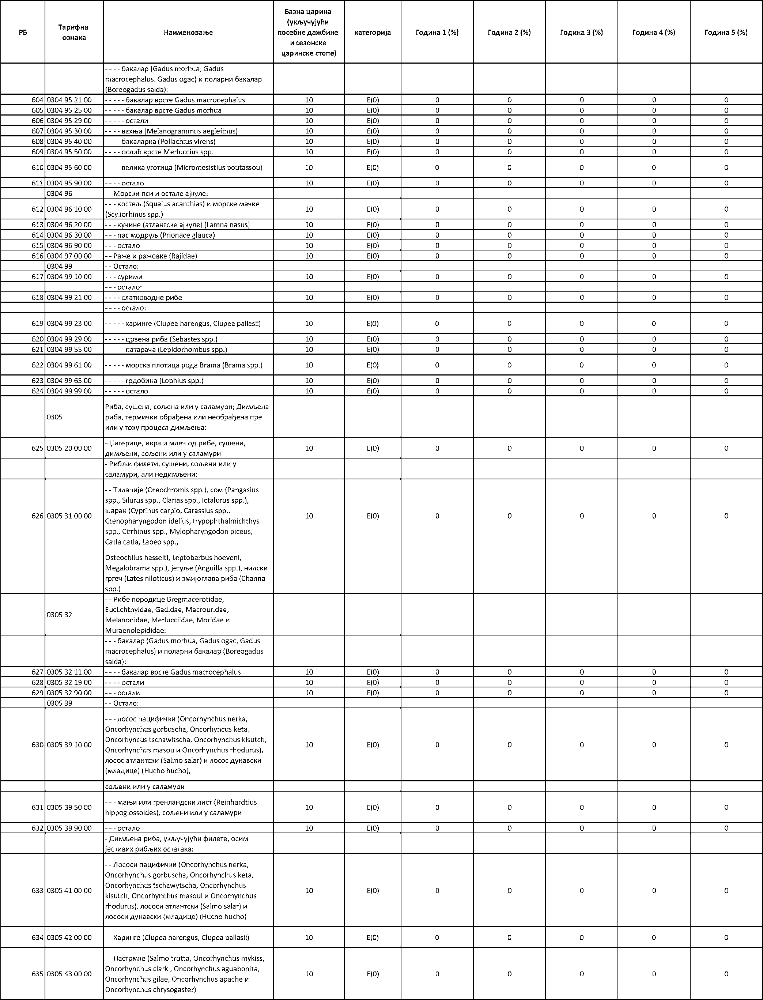 РБ Тарифна ознака Наименовање Базна царина (укључујући посебне дажбине и сезонске царинске стопе) категорија Година 1 (%) Година 2 (%) Година 3 (%) Година 4 (%) Година 5 (%)
- - - - бакалар (Gadus morhua, Gadus
macrocephalus, Gadus ogac) и поларни бакалар
(Boreogadus saida):
604 0304 95 21 00 - - - - - бакалар врсте Gadus macrocephalus 10 E(0) 0 0 0 0 0
605 0304 95 25 00 - - - - - бакалар врсте Gadus morhua 10 E(0) 0 0 0 0 0
606 0304 95 29 00 - - - - - остали 10 E(0) 0 0 0 0 0
607 0304 95 30 00 - - - - вахња (Melanogrammus aeglefinus) 10 E(0) 0 0 0 0 0
608 0304 95 40 00 - - - - бакаларка (Pollachius virens) 10 E(0) 0 0 0 0 0
609 0304 95 50 00 - - - - ослић врсте Merluccius spp. 10 E(0) 0 0 0 0 0
610 0304 95 60 00 - - - - велика уготица (Micromesistius poutassou) 10 E(0) 0 0 0 0 0
611 0304 95 90 00 - - - - остало 10 E(0) 0 0 0 0 0
0304 96 - - Морски пси и остале ајкуле:
612 0304 96 10 00 - - - костељ (Squalus acanthias) и морске мачке
(Scyliorhinus spp.) 10 E(0) 0 0 0 0 0
613 0304 96 20 00 - - - кучине (атлантске ајкуле) (Lamna nasus) 10 E(0) 0 0 0 0 0
614 0304 96 30 00 - - - пас модруљ (Prionace glauca) 10 E(0) 0 0 0 0 0
615 0304 96 90 00 - - - остало 10 E(0) 0 0 0 0 0
616 0304 97 00 00 - - Раже и ражовке (Rajidae) 10 E(0) 0 0 0 0 0
0304 99 - - Остало:
617 0304 99 10 00 - - - сурими 10 E(0) 0 0 0 0 0
- - - остало:
618 0304 99 21 00 - - - - слатководне рибе 10 E(0) 0 0 0 0 0
- - - - остало:
619 0304 99 23 00 - - - - - харинге (Clupea harengus, Clupea pallasii) 10 E(0) 0 0 0 0 0
620 0304 99 29 00 - - - - - црвена риба (Sebastes spp.) 10 E(0) 0 0 0 0 0
621 0304 99 55 00 - - - - - патарача (Lepidorhombus spp.) 10 E(0) 0 0 0 0 0
622 0304 99 61 00 - - - - - морска плотица рода Brama (Brama spp.) 10 E(0) 0 0 0 0 0
623 0304 99 65 00 - - - - - грдобина (Lophius spp.) 10 E(0) 0 0 0 0 0
624 0304 99 99 00 - - - - - остало 10 E(0) 0 0 0 0 0
0305 Риба, сушена, сољена или у саламури; Димљена
риба, термички обрађена или необрађена пре
или у току процеса димљења:
625 0305 20 00 00 - Џигерице, икра и млеч од рибе, сушени,
димљени, сољени или у саламури 10 E(0) 0 0 0 0 0
- Рибљи филети, сушени, сољени или у
саламури, али недимљени:
626 0305 31 00 00 - - Тилапије (Oreochromis spp.), сом (Pangasius
spp., Silurus spp., Clarias spp., Ictalurus spp.),
шаран (Cyprinus carpio, Carassius spp.,
Ctenopharyngodon idellus, Hypophthalmichthys
spp., Cirrhinus spp., Mylopharyngodon piceus,
Catla catla, Labeo spp., 10 E(0) 0 0 0 0 0
Osteochilus hasselti, Leptobarbus hoeveni,
Megalobrama spp.), јегуље (Anguilla spp.), нилски
гргеч (Lates niloticus) и змијоглава риба (Channa
spp.)
0305 32 - - Рибе породице Bregmacerotidae,
Euclichthyidae, Gadidae, Macrouridae,
Melanonidae, Merlucciidae, Moridae и
Muraenolepididae:
- - - бакалар (Gadus morhua, Gadus ogac, Gadus
macrocephalus) и поларни бакалар (Boreogadus
saida):
627 0305 32 11 00 - - - - бакалар врсте Gadus macrocephalus 10 E(0) 0 0 0 0 0
628 0305 32 19 00 - - - - остали 10 E(0) 0 0 0 0 0
629 0305 32 90 00 - - - остали 10 E(0) 0 0 0 0 0
0305 39 - - Остало:
630 0305 39 10 00 - - - лосос пацифички (Oncorhynchus nerka,
Oncorhynchus gorbuscha, Oncorhyncus keta,
Oncorhyncus tschawitscha, Oncorhynchus kisutch,
Oncorhynchus masou и Oncorhynchus rhodurus),
лосос атлантски (Salmo salar) и лосос дунавски
(младице) (Hucho hucho), 10 E(0) 0 0 0 0 0
сољени или у саламури
631 0305 39 50 00 - - - мањи или гренландски лист (Reinhardtius
hippoglossoides), сољени или у саламури 10 E(0) 0 0 0 0 0
632 0305 39 90 00 - - - остало 10 E(0) 0 0 0 0 0
- Димљена риба, укључујући филете, осим
јестивих рибљих остатака:
633 0305 41 00 00 - - Лососи пацифички (Oncorhynchus nerka,
Oncorhynchus gorbuscha, Oncorhynchus keta,
Oncorhynchus tschawytscha, Oncorhynchus
kisutch, Oncorhynchus masoui и Oncorhynchus
rhodurus), лососи атлантски (Salmo salar) и
лососи дунавски (младице) (Hucho hucho) 10 E(0) 0 0 0 0 0
634 0305 42 00 00 - - Харинге (Clupea harengus, Clupea pallasii) 10 E(0) 0 0 0 0 0
635 0305 43 00 00 - - Пастрмке (Salmo trutta, Oncorhynchus mykiss,
Oncorhynchus clarki, Oncorhynchus aguabonita,
Oncorhynchus gilae, Oncorhynchus apache и
Oncorhynchus chrysogaster) 10 E(0) 0 0 0 0 0